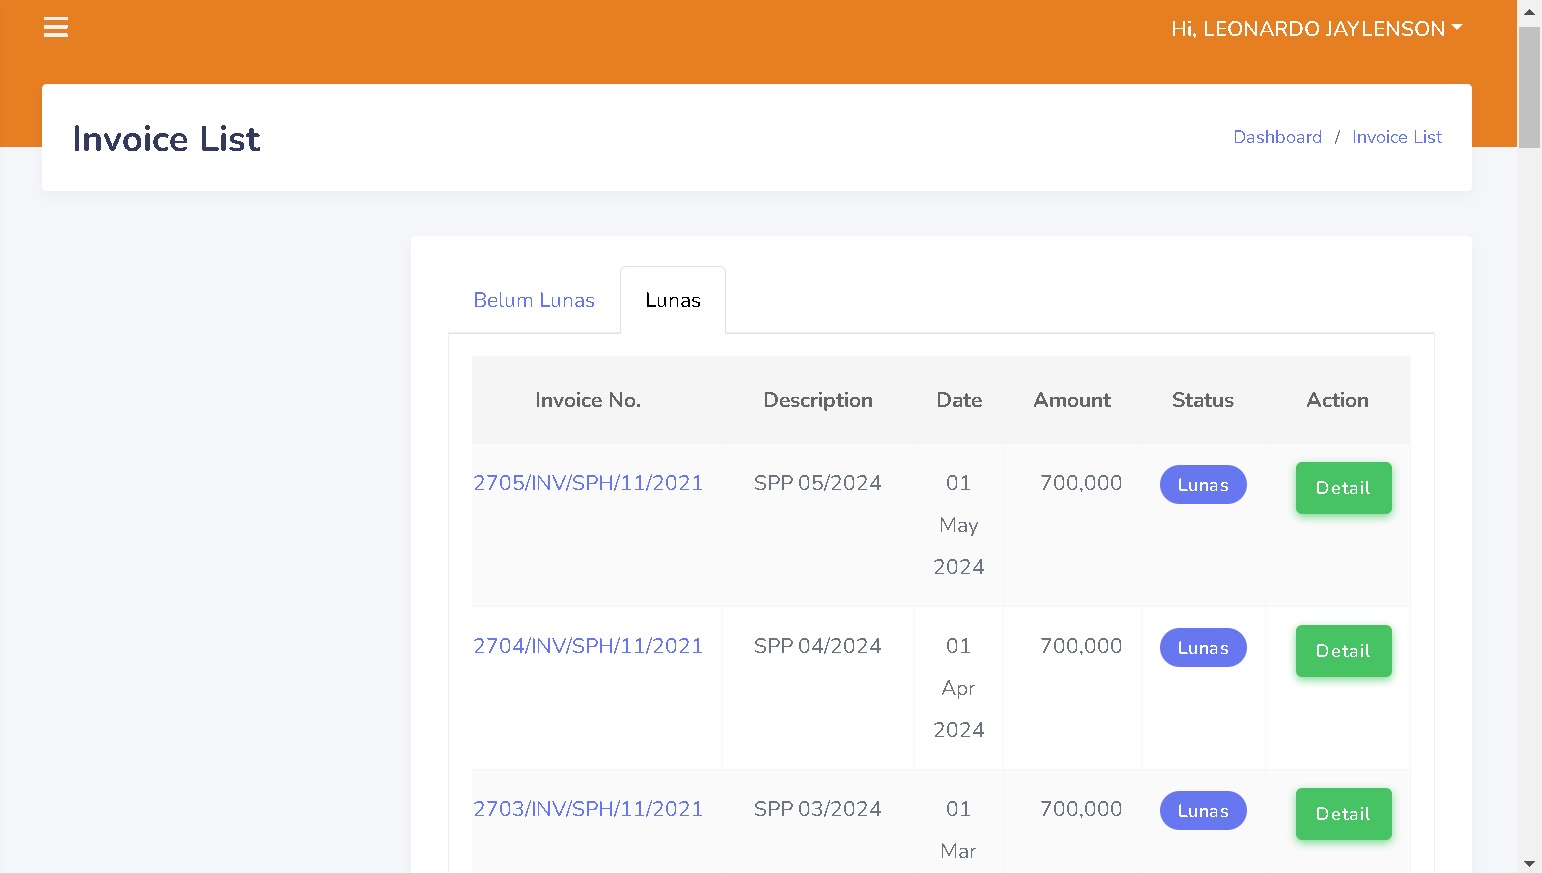 Hi, LEONARDO JAYLENSON
Invoice List
Dashboard / Invoice List
Belum Lunas
Lunas
Invoice No. Description Date Amount Status Action
2705/INV/SPH/11/2021 SPP 05/2024 01 May 2024 700,000 Lunas Detail
2704/INV/SPH/11/2021 SPP 04/2024 01 Apr 2024 700,000 Lunas Detail
2703/INV/SPH/11/2021 SPP 03/2024 01 Mar 700,000 Lunas Detail